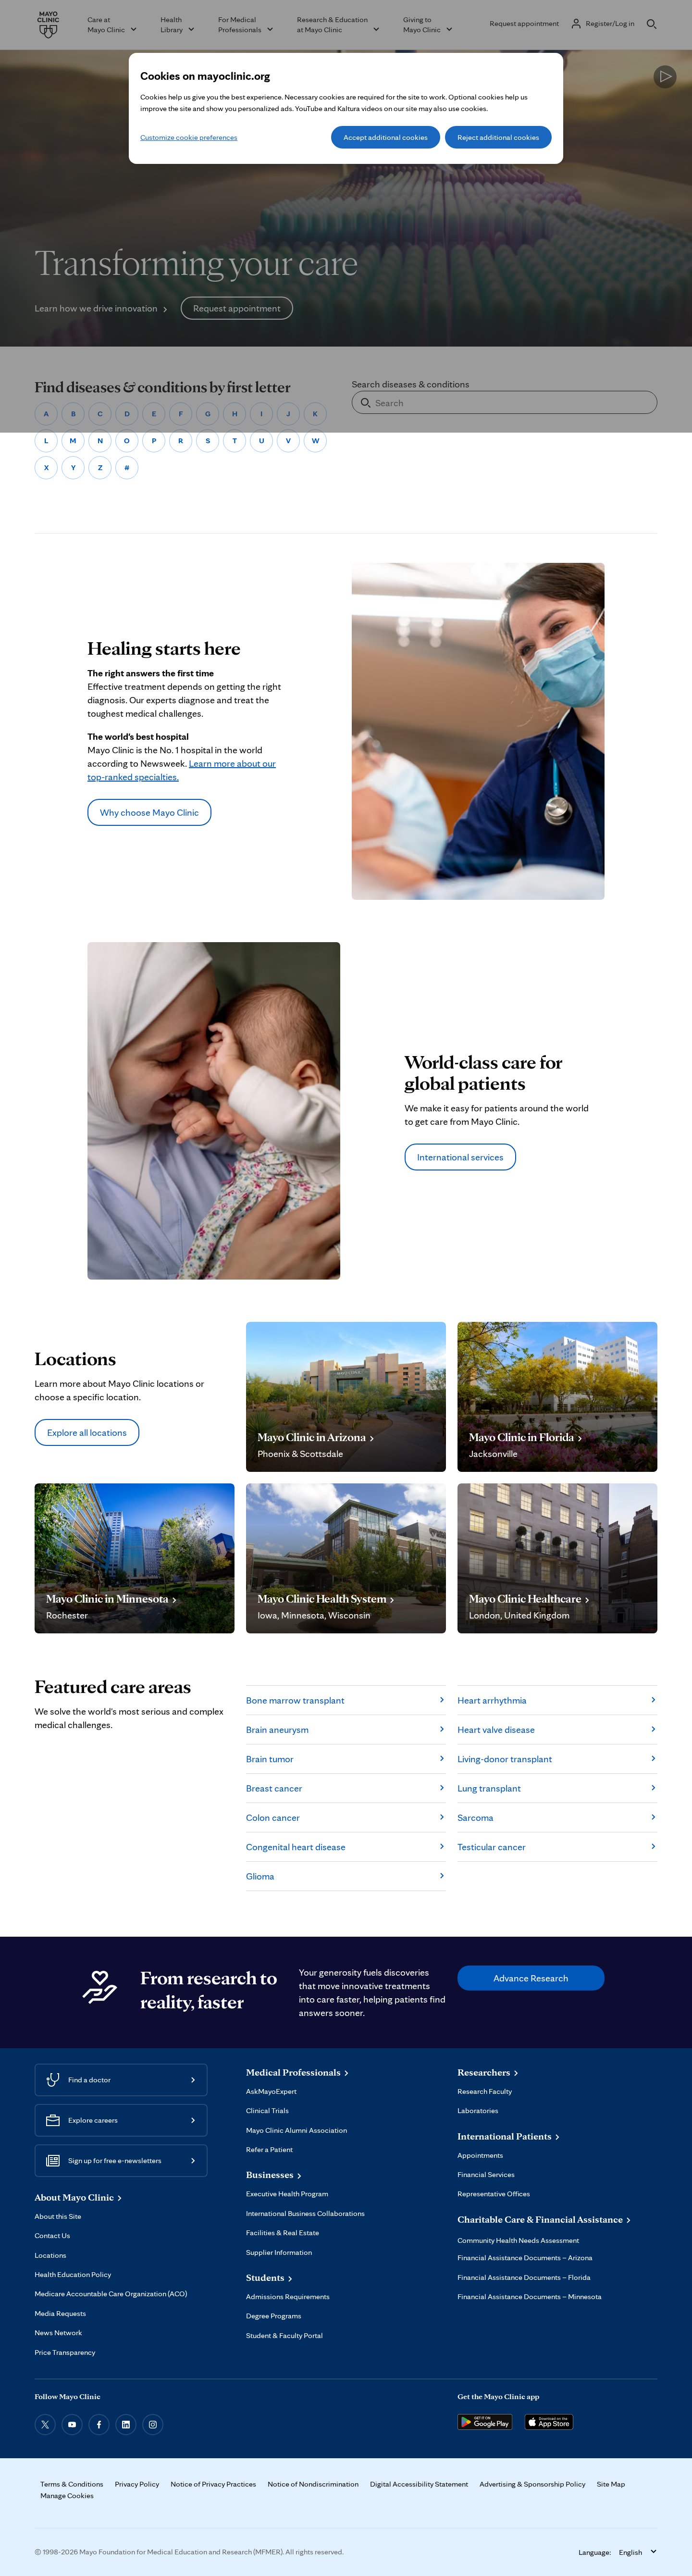 MAYO
CLINIC
Care at
Mayo Clinic
Health
Library
For Medical
Professionals
Research & Education
at Mayo Clinic
Giving to
Mayo Clinic
Request appointment
Register/Log in
Cookies on mayoclinic.org
Cookies help us give you the best experience. Necessary cookies are required for the site to work. Optional cookies help us
improve the site and show you personalized ads. YouTube and Kaltura videos on our site may also use cookies.
Customize cookie preferences
Accept additional cookies
Reject additional cookies
Transforming your care
Learn how we drive innovation
Request appointment
Find diseases & conditions by first letter
A B C D E F G H I J K
L M N O P R S T U V W
X Y Z #
Search diseases & conditions
Search
Healing starts here
The right answers the first time
Effective treatment depends on getting the right
diagnosis. Our experts diagnose and treat the
toughest medical challenges.
The world's best hospital
Mayo Clinic is the No. 1 hospital in the world
according to Newsweek. Learn more about our
top-ranked specialties.
Why choose Mayo Clinic
World-class care for
global patients
We make it easy for patients around the world
to get care from Mayo Clinic.
International services
Locations
Learn more about Mayo Clinic locations or
choose a specific location.
Explore all locations
Mayo Clinic in Arizona
Phoenix & Scottsdale
Mayo Clinic in Florida
Jacksonville
Mayo Clinic in Minnesota
Rochester
Mayo Clinic Health System
Iowa, Minnesota, Wisconsin
Mayo Clinic Healthcare
London, United Kingdom
Featured care areas
We solve the world's most serious and complex
medical challenges.
Bone marrow transplant
Brain aneurysm
Brain tumor
Breast cancer
Colon cancer
Congenital heart disease
Glioma
Heart arrhythmia
Heart valve disease
Living-donor transplant
Lung transplant
Sarcoma
Testicular cancer
From research to
reality, faster
Your generosity fuels discoveries
that move innovative treatments
into care faster, helping patients find
answers sooner.
Advance Research
Find a doctor
Explore careers
Sign up for free e-newsletters
About Mayo Clinic
About this Site
Contact Us
Locations
Health Education Policy
Medicare Accountable Care Organization (ACO)
Media Requests
News Network
Price Transparency
Medical Professionals
AskMayoExpert
Clinical Trials
Mayo Clinic Alumni Association
Refer a Patient
Businesses
Executive Health Program
International Business Collaborations
Facilities & Real Estate
Supplier Information
Students
Admissions Requirements
Degree Programs
Student & Faculty Portal
Researchers
Research Faculty
Laboratories
International Patients
Appointments
Financial Services
Representative Offices
Charitable Care & Financial Assistance
Community Health Needs Assessment
Financial Assistance Documents – Arizona
Financial Assistance Documents – Florida
Financial Assistance Documents – Minnesota
Follow Mayo Clinic
Get the Mayo Clinic app
GET IT ON
Google Play
Download on the
App Store
Terms & Conditions
Privacy Policy
Notice of Privacy Practices
Notice of Nondiscrimination
Digital Accessibility Statement
Advertising & Sponsorship Policy
Site Map
Manage Cookies
© 1998-2026 Mayo Foundation for Medical Education and Research (MFMER). All rights reserved.
Language: English